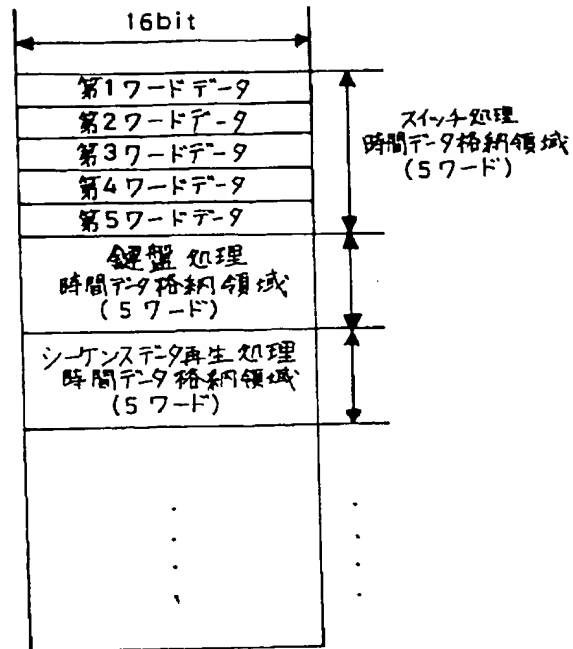 16bit
第1ワードデータ
第2ワードデータ
第3ワードデータ
第4ワードデータ
第5ワードデータ
スイッチ処理
時間データ格納領域
(5ワード)
鍵盤処理
時間データ格納領域
(5ワード)
シーケンスデータ再生処理
時間データ格納領域
(5ワード)